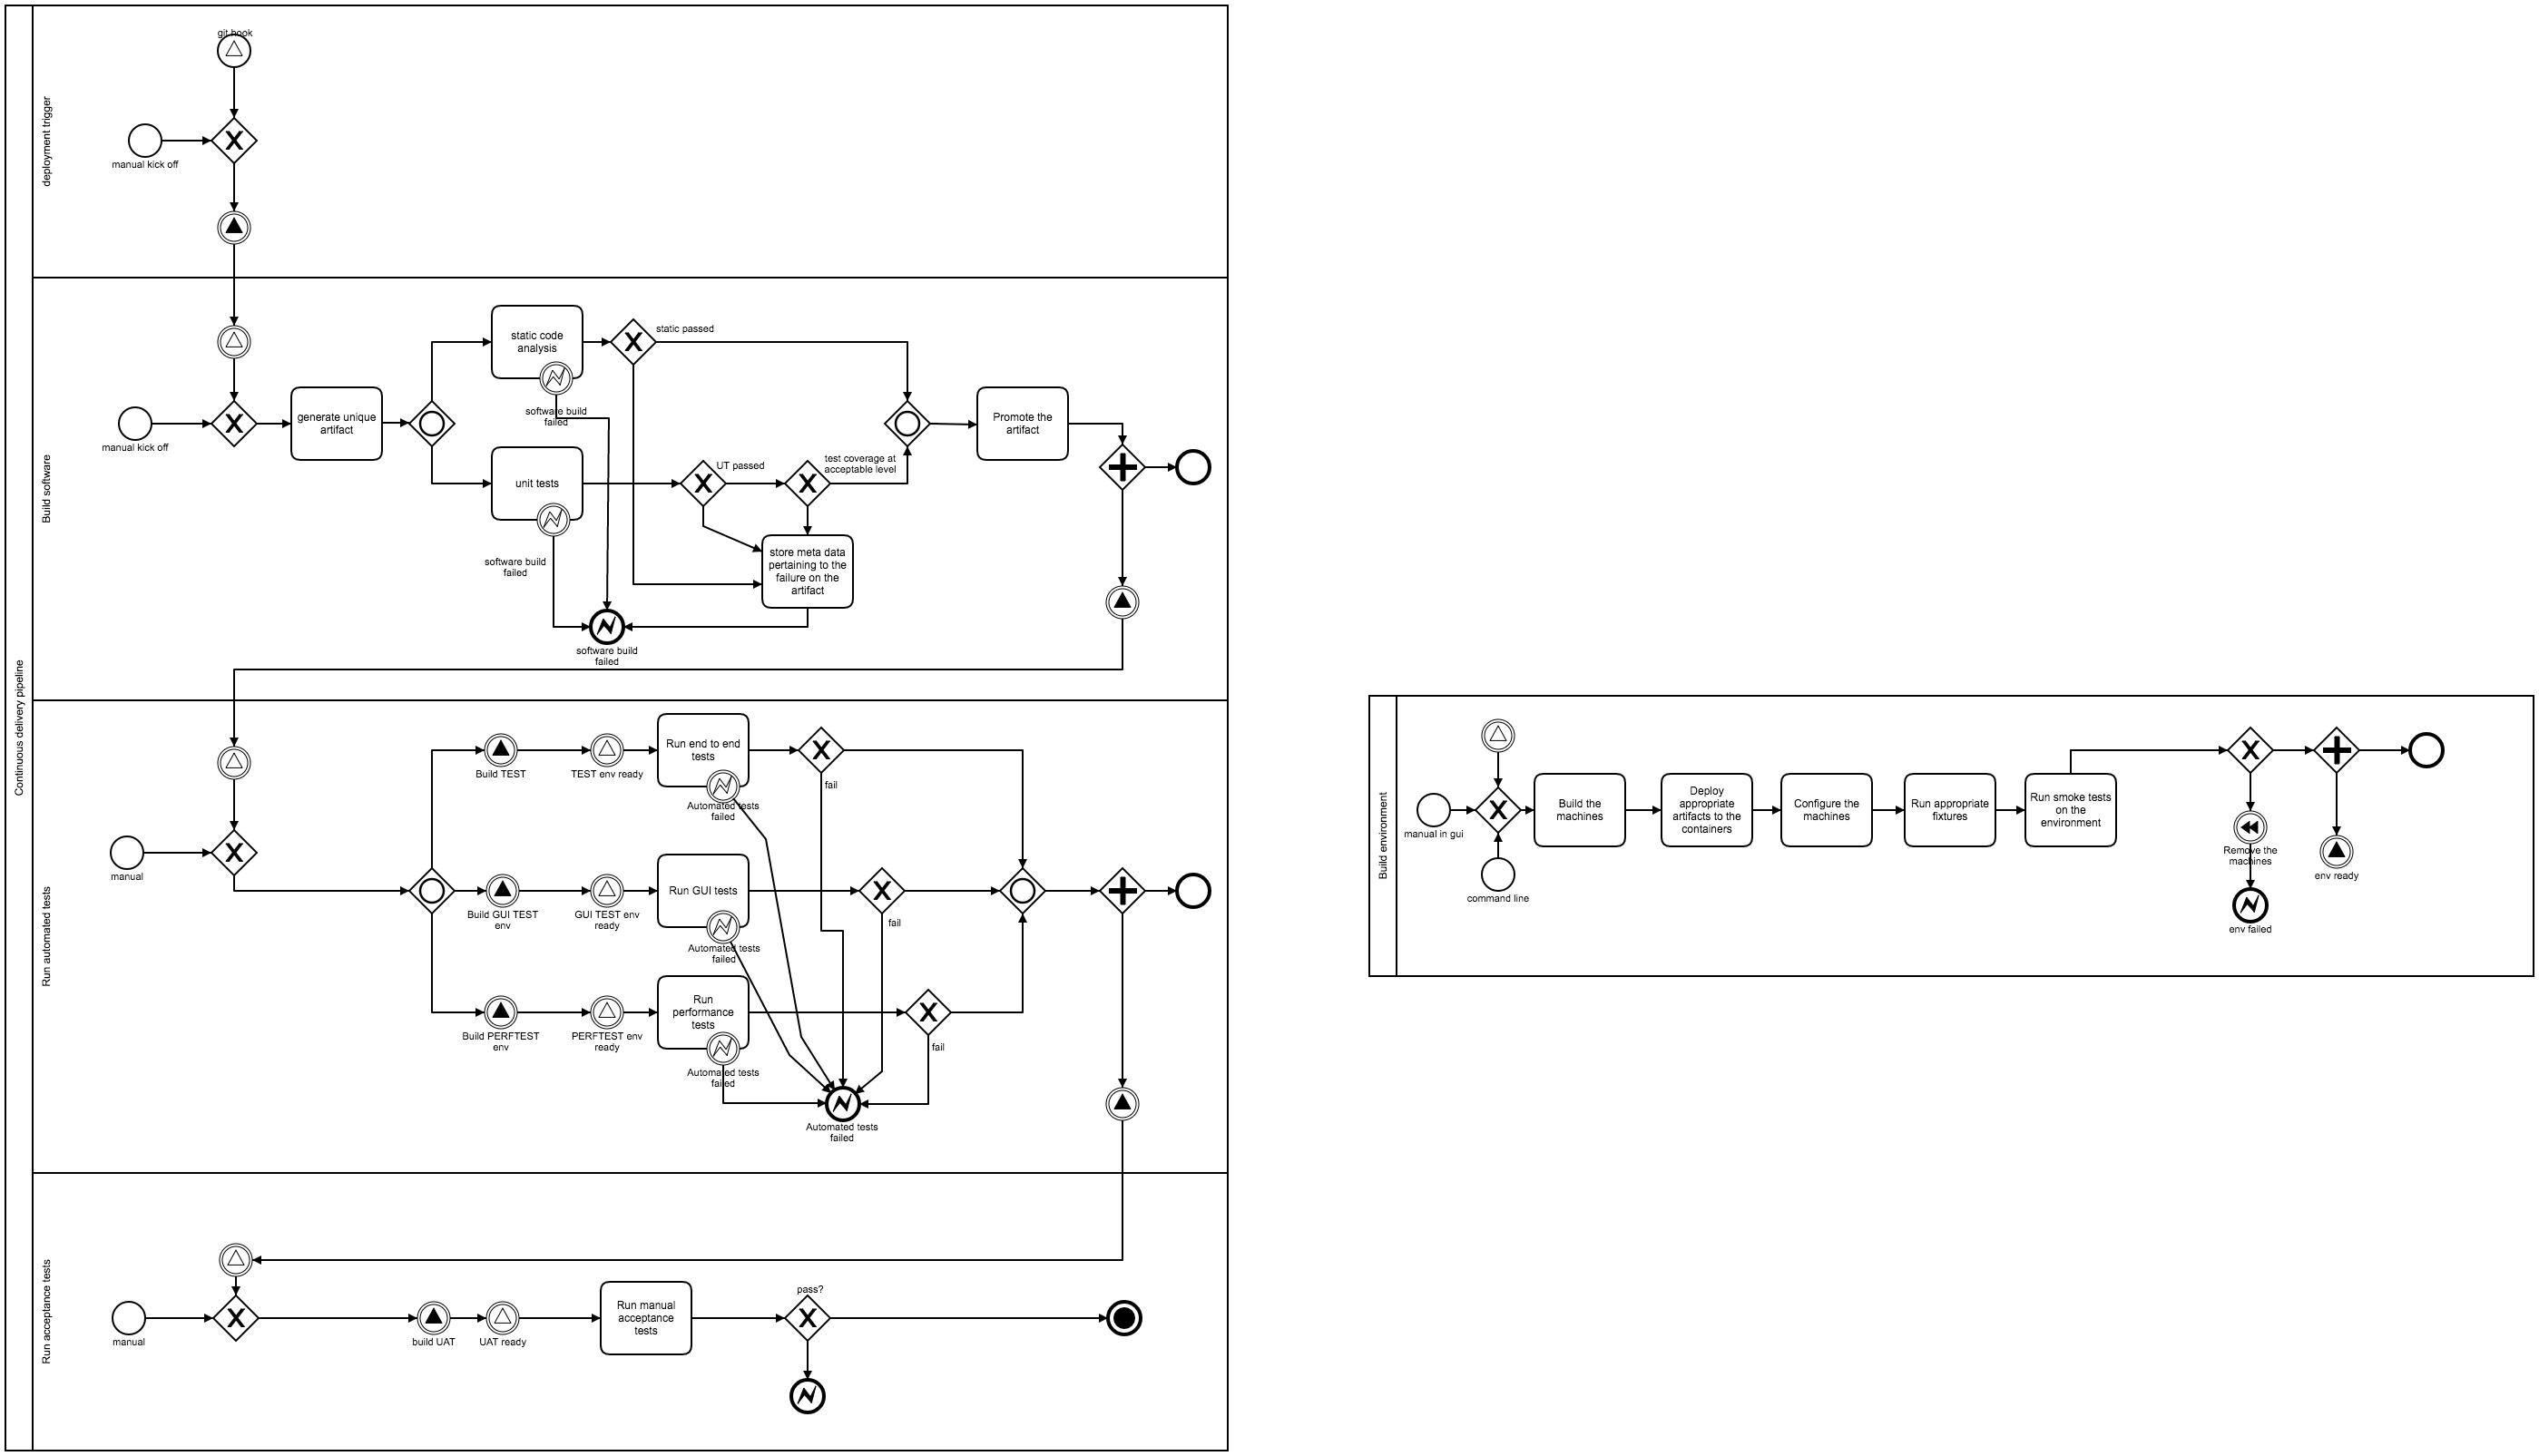 Continuous delivery pipeline
deployment trigger
git hook
manual kick off
Build software
manual kick off
generate unique
artifact
static code
analysis
software build
failed
static passed
unit tests
software build
failed
UT passed
test coverage at
acceptable level
store meta data
pertaining to the
failure on the
artifact
software build
failed
Promote the
artifact
Run automated tests
manual
Build TEST
TEST env ready
Run end to end
tests
Automated tests
failed
fail
Build GUI TEST
env
GUI TEST env
ready
Run GUI tests
Automated tests
failed
fail
Build PERFTEST
env
PERFTEST env
ready
Run
performance
tests
Automated tests
failed
fail
Automated tests
failed
Run acceptance tests
manual
build UAT
UAT ready
Run manual
acceptance
tests
pass?
Build environment
manual in gui
command line
Build the
machines
Deploy
appropriate
artifacts to the
containers
Configure the
machines
Run appropriate
fixtures
Run smoke tests
on the
environment
Remove the
machines
env failed
env ready